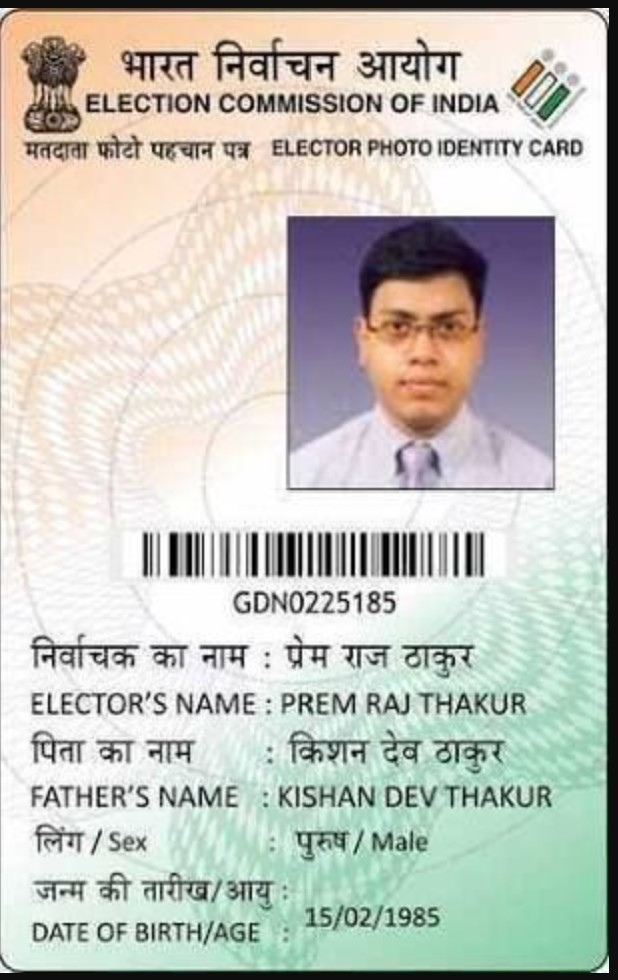 भारत निर्वाचन आयोग
ELECTION COMMISSION OF INDIA
मतदाता फोटो पहचान पत्र ELECTOR PHOTO IDENTITY CARD
GDN0225185
निर्वाचक का नाम : प्रेम राज ठाकुर
ELECTOR'S NAME : PREM RAJ THAKUR
पिता का नाम : किशन देव ठाकुर
FATHER'S NAME : KISHAN DEV THAKUR
लिंग / Sex : पुरुष / Male
जन्म की तारीख/आयु :
DATE OF BIRTH/AGE : 15/02/1985